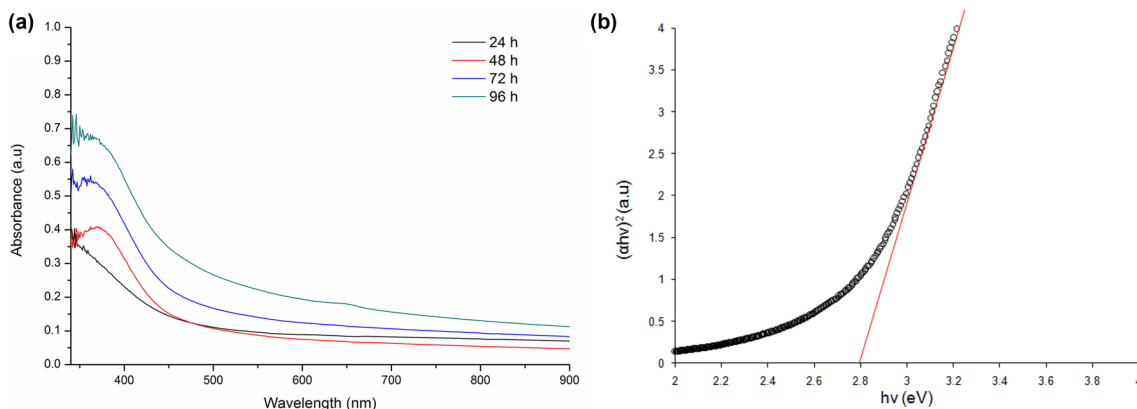 (a)
1.0
0.9
0.8
0.7
0.6
0.5
0.4
0.3
0.2
0.1
0.0
Absorbance (a.u)
24 h
48 h
72 h
96 h
400 500 600 700 800 900
Wavelength (nm)
(b)
4
3.5
3
2.5
2
1.5
1
0.5
0
(αhν)² (a.u)
2 2.2 2.4 2.6 2.8 3 3.2 3.4 3.6 3.8 4
hν (eV)